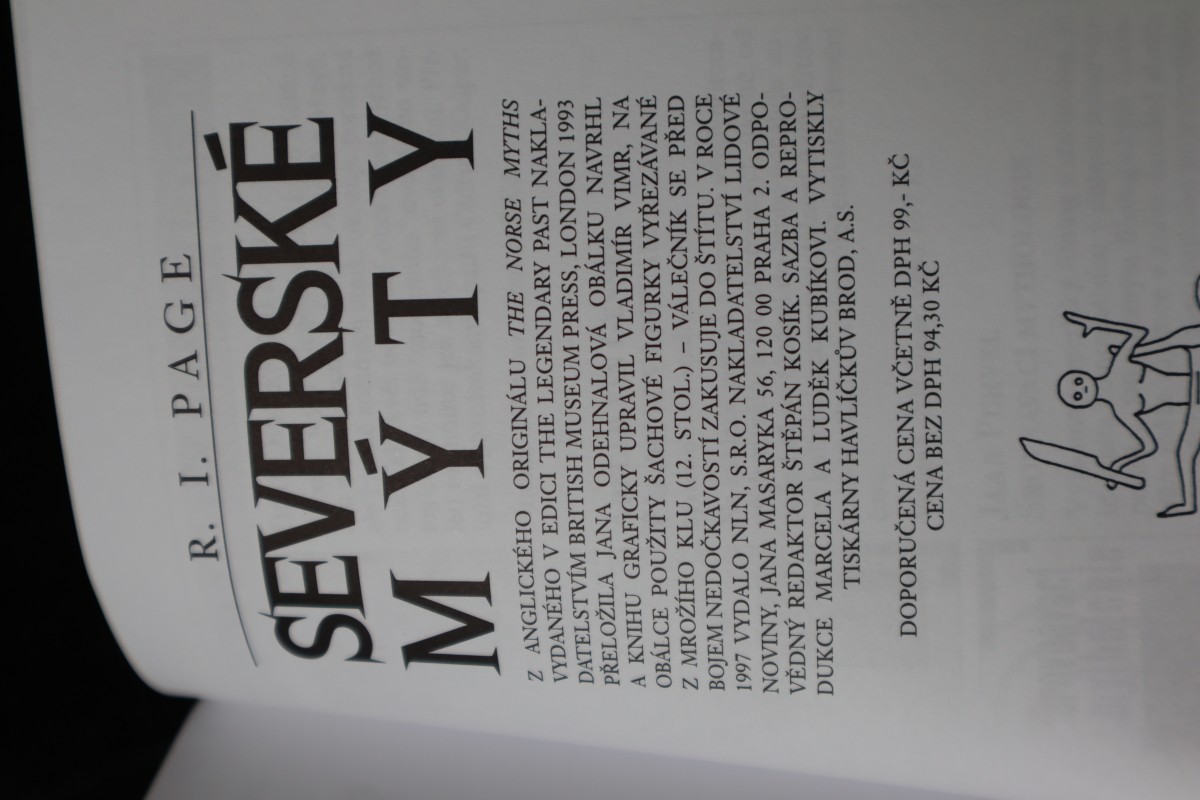 R. I. PAGE
SEVERSKÉ
MÝTY
Z ANGLICKÉHO ORIGINÁLU THE NORSE MYTHS
VYDANÉHO V EDICI THE LEGENDARY PAST NAKLA-
DATELSTVÍM BRITISH MUSEUM PRESS, LONDON 1993
PŘELOŽILA JANA ODEHNALOVÁ OBÁLKU NAVRHL
A KNIHU GRAFICKY UPRAVIL VLADIMÍR VIMR, NA
OBÁLCE POUŽITY ŠACHOVÉ FIGURKY VYŘEZÁVANÉ
Z MROŽÍHO KLU (12. STOL.) – VÁLEČNÍK SE PŘED
BOJEM NEDOČKAVOSTÍ ZAKUSUJE DO ŠTÍTU. V ROCE
1997 VYDALO NLN, S.R.O. NAKLADATELSTVÍ LIDOVÉ
NOVINY, JANA MASARYKA 56, 120 00 PRAHA 2. ODPO-
VĚDNÝ REDAKTOR ŠTĚPÁN KOSÍK. SAZBA A REPRO-
DUKCE MARCELA A LUDĚK KUBÍKOVI. VYTISKLY
TISKÁRNY HAVLÍČKŮV BROD, A.S.
DOPORUČENÁ CENA VČETNĚ DPH 99,- KČ
CENA BEZ DPH 94,30 KČ